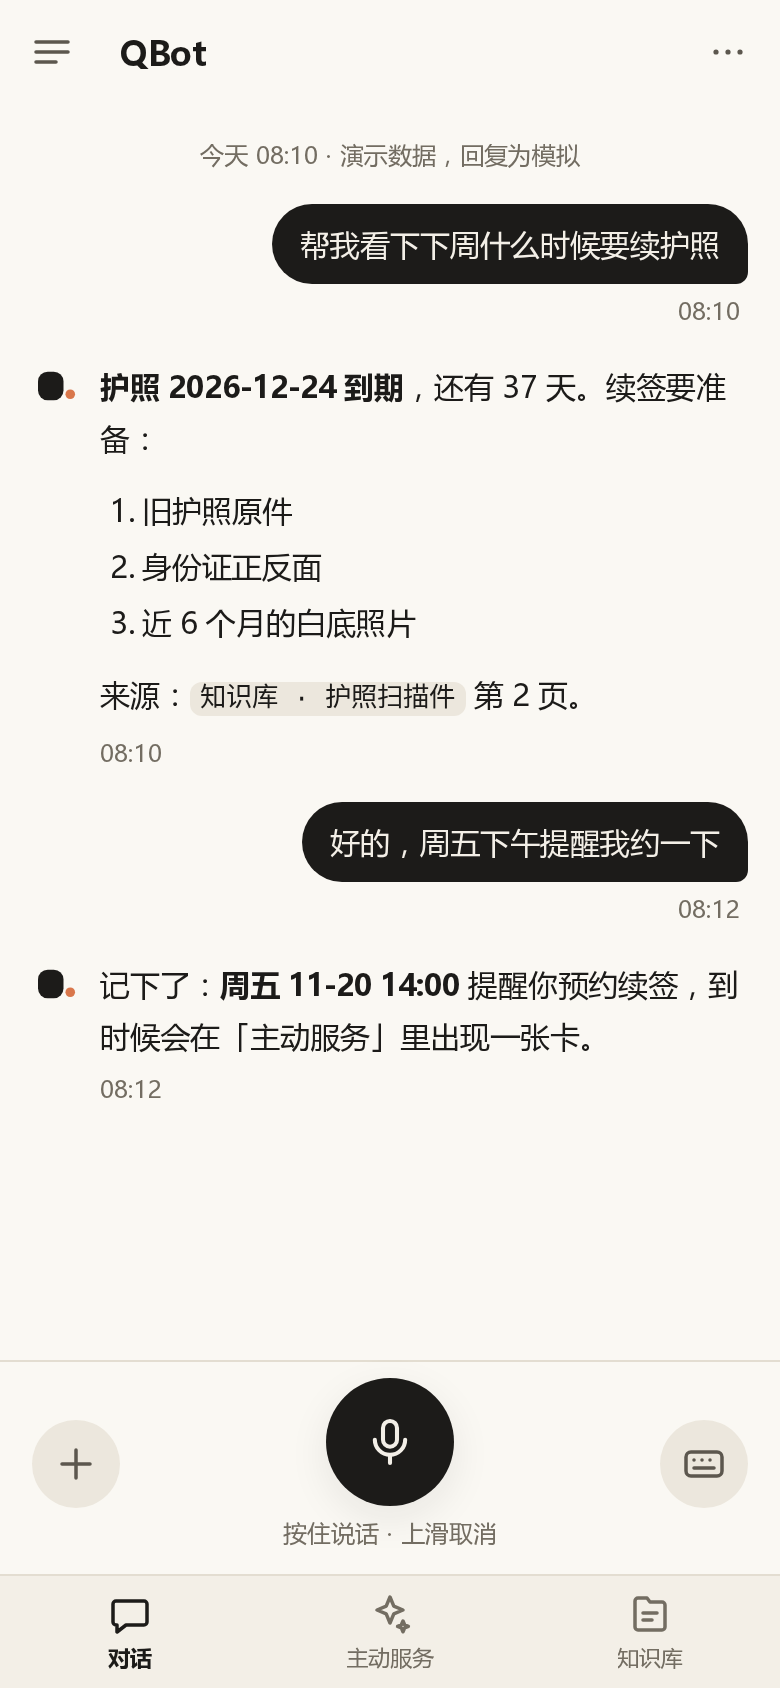 QBot
今天 08:10 · 演示数据，回复为模拟
帮我看下下周什么时候要续护照
08:10
护照 2026-12-24 到期，还有 37 天。续签要准
备：
1. 旧护照原件
2. 身份证正反面
3. 近 6 个月的白底照片
来源：知识库 · 护照扫描件 第 2 页。
08:10
好的，周五下午提醒我约一下
08:12
记下了：周五 11-20 14:00 提醒你预约续签，到
时候会在「主动服务」里出现一张卡。
08:12
按住说话 · 上滑取消
对话
主动服务
知识库